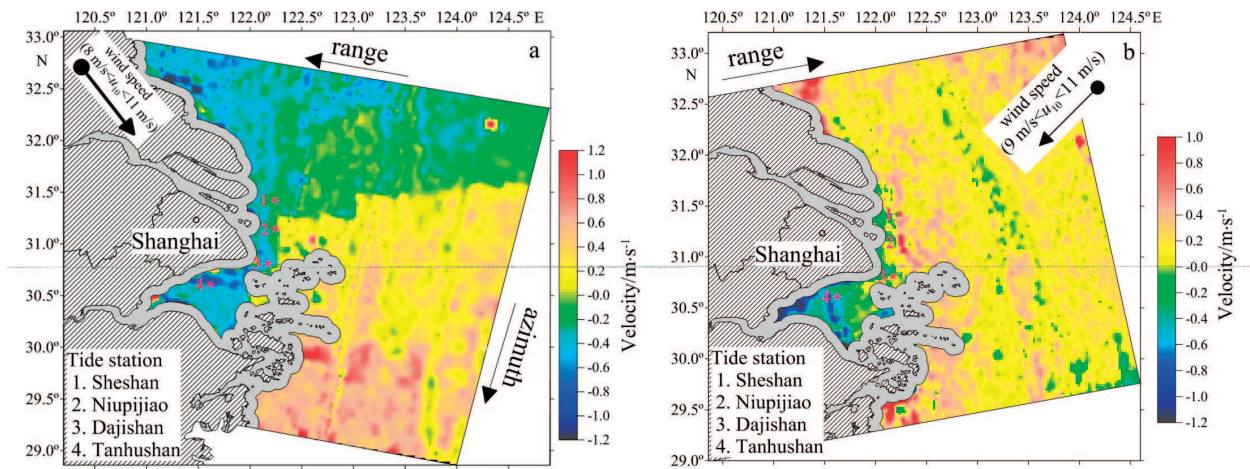 120.5º 121.0º 121.5º 122.0º 122.5º 123.0º 123.5º 124.0º 124.5º E
33.0º
N
32.5º
32.0º
31.5º
31.0º
30.5º
30.0º
29.5º
29.0º
a
range
wind speed
(8 m/s<u10<11 m/s)
azimuth
1 *
2 *
3 *
4 *
Shanghai
Tide station
1. Sheshan
2. Niupijiao
3. Dajishan
4. Tanhushan
1.2
1.0
0.8
0.6
0.4
0.2
-0.0
-0.2
-0.4
-0.6
-0.8
-1.0
-1.2
Velocity/m·s⁻¹
120.5º 121.0º 121.5º 122.0º 122.5º 123.0º 123.5º 124.0º 124.5º E
33.0º
N
32.5º
32.0º
31.5º
31.0º
30.5º
30.0º
29.5º
29.0º
b
range
wind speed
(9 m/s<u10<11 m/s)
1 *
2
3 *
4 *
Shanghai
Tide station
1. Sheshan
2. Niupijiao
3. Dajishan
4. Tanhushan
1.0
0.8
0.6
0.4
0.2
-0.0
-0.2
-0.4
-0.6
-0.8
-1.0
-1.2
Velocity/m·s⁻¹